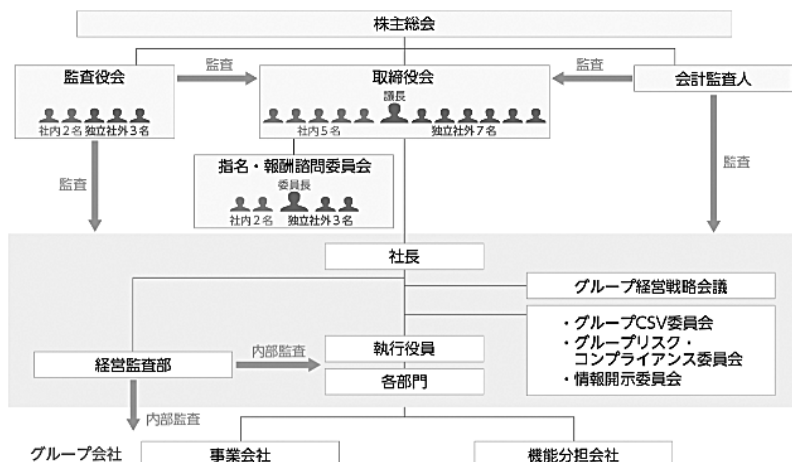 株主総会
監査役会
監査
取締役会
監査
会計監査人
議長
社内2名 独立社外3名
社内5名
独立社外7名
監査
指名・報酬諮問委員会
委員長
社内2名
独立社外3名
監査
社長
グループ経営戦略会議
・グループCSV委員会
・グループリスク・
コンプライアンス委員会
・情報開示委員会
経営監査部
内部監査
執行役員
各部門
内部監査
グループ会社
事業会社
機能分担会社